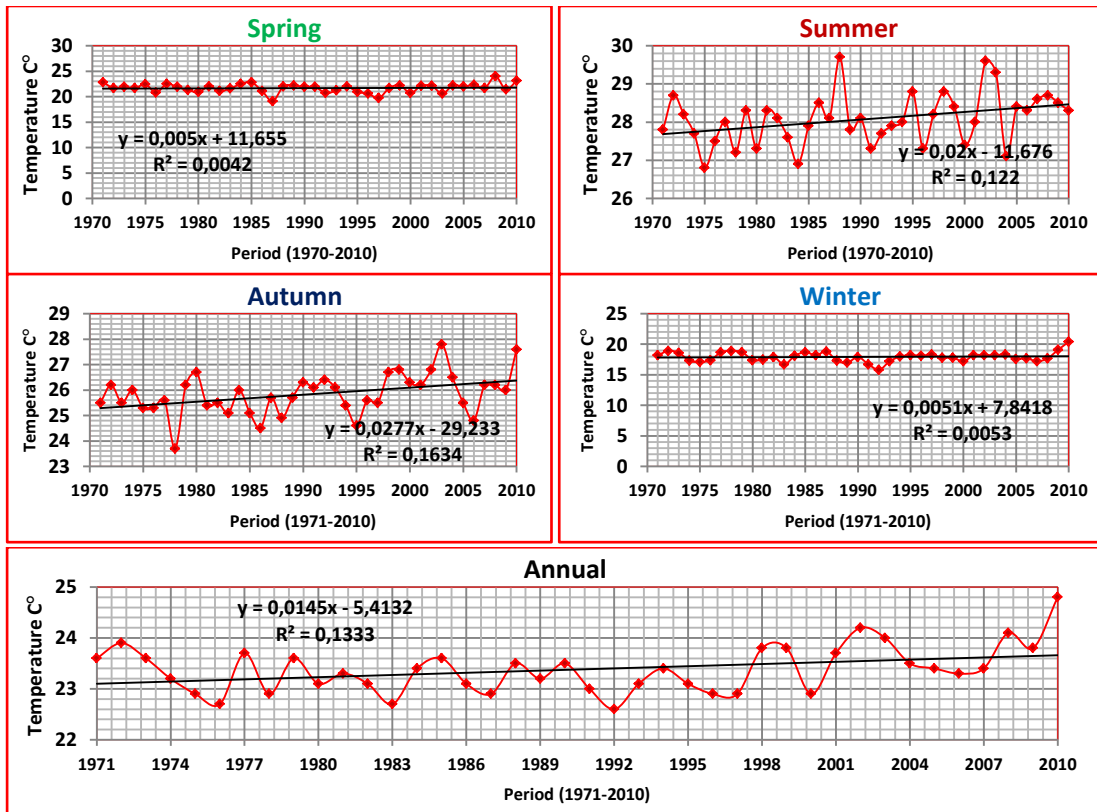 Spring
Temperature C°
30
25
20
15
10
5
0
y = 0,005x + 11,655
R² = 0,0042
1970 1975 1980 1985 1990 1995 2000 2005 2010
Period (1970-2010)
Summer
Temperature C°
30
29
28
27
26
y = 0,02x - 11,676
R² = 0,122
1970 1975 1980 1985 1990 1995 2000 2005 2010
Period (1970-2010)
Autumn
Temperature C°
29
28
27
26
25
24
23
y = 0,0277x - 29,233
R² = 0,1634
1970 1975 1980 1985 1990 1995 2000 2005 2010
Period (1971-2010)
Winter
Temperature C°
25
20
15
10
5
0
y = 0,0051x + 7,8418
R² = 0,0053
1970 1975 1980 1985 1990 1995 2000 2005 2010
Period (1971-2010)
Annual
Temperature C°
25
24
23
22
y = 0,0145x - 5,4132
R² = 0,1333
1971 1974 1977 1980 1983 1986 1989 1992 1995 1998 2001 2004 2007 2010
Period (1971-2010)